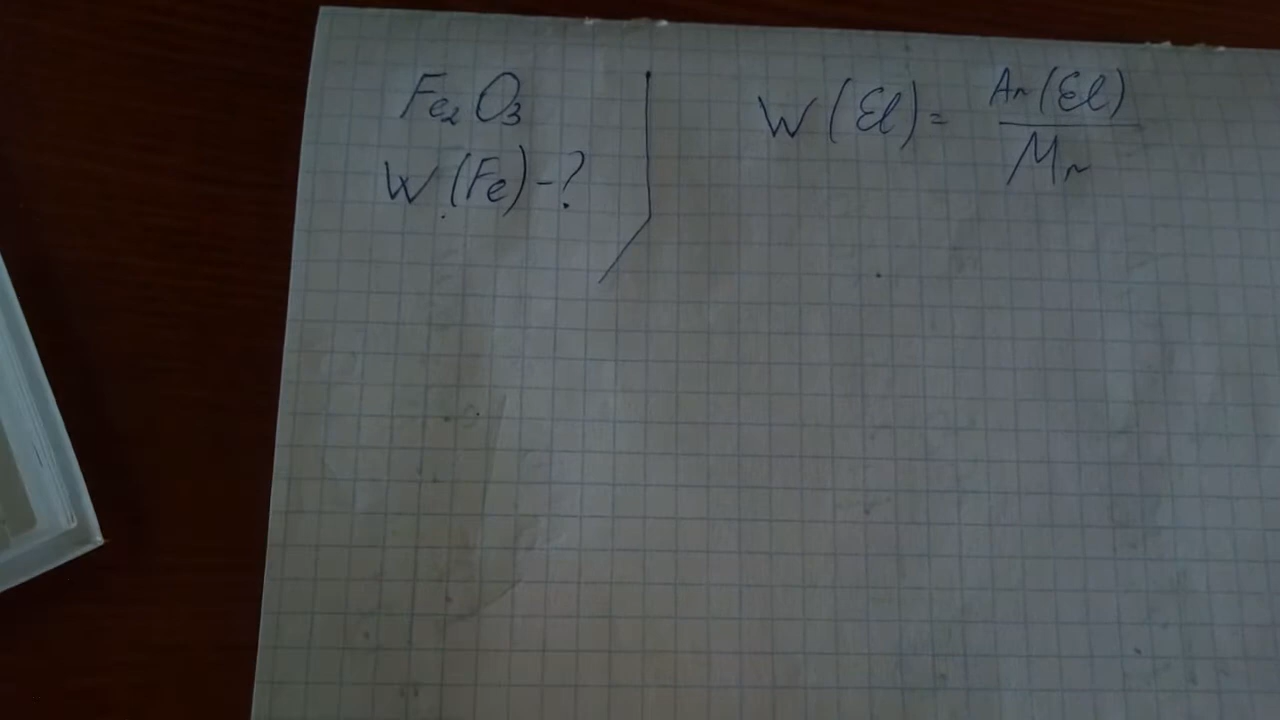 Fe₂O₃
W(Fe)-?
W(El)= Ar(El)
Mr